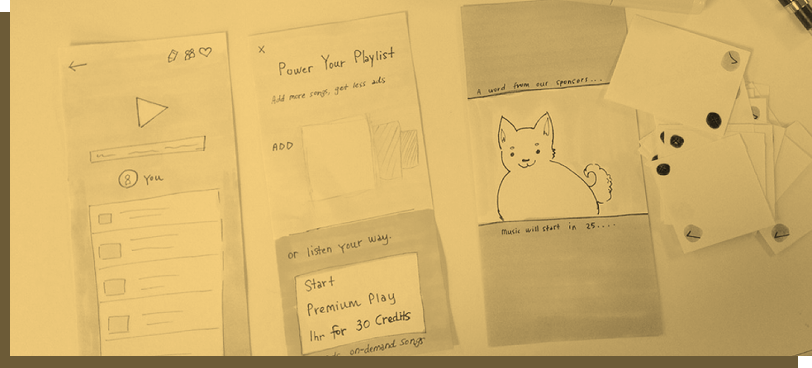 8 you
x
Power Your Playlist
Add more songs, get less ads
ADD
or listen your way.
Start
Premium Play
1hr for 30 Credits
on-demand songs
A word from our sponsors...
Music will start in 25....